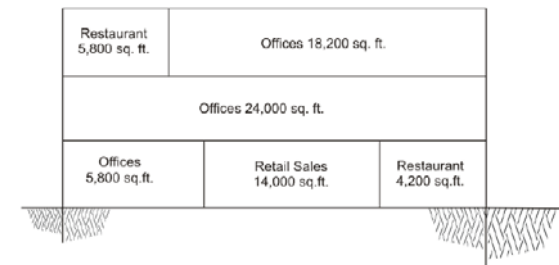 Restaurant
5,800 sq. ft.
Offices 18,200 sq. ft.
Offices 24,000 sq. ft.
Offices
5,800 sq.ft.
Retail Sales
14,000 sq.ft.
Restaurant
4,200 sq.ft.